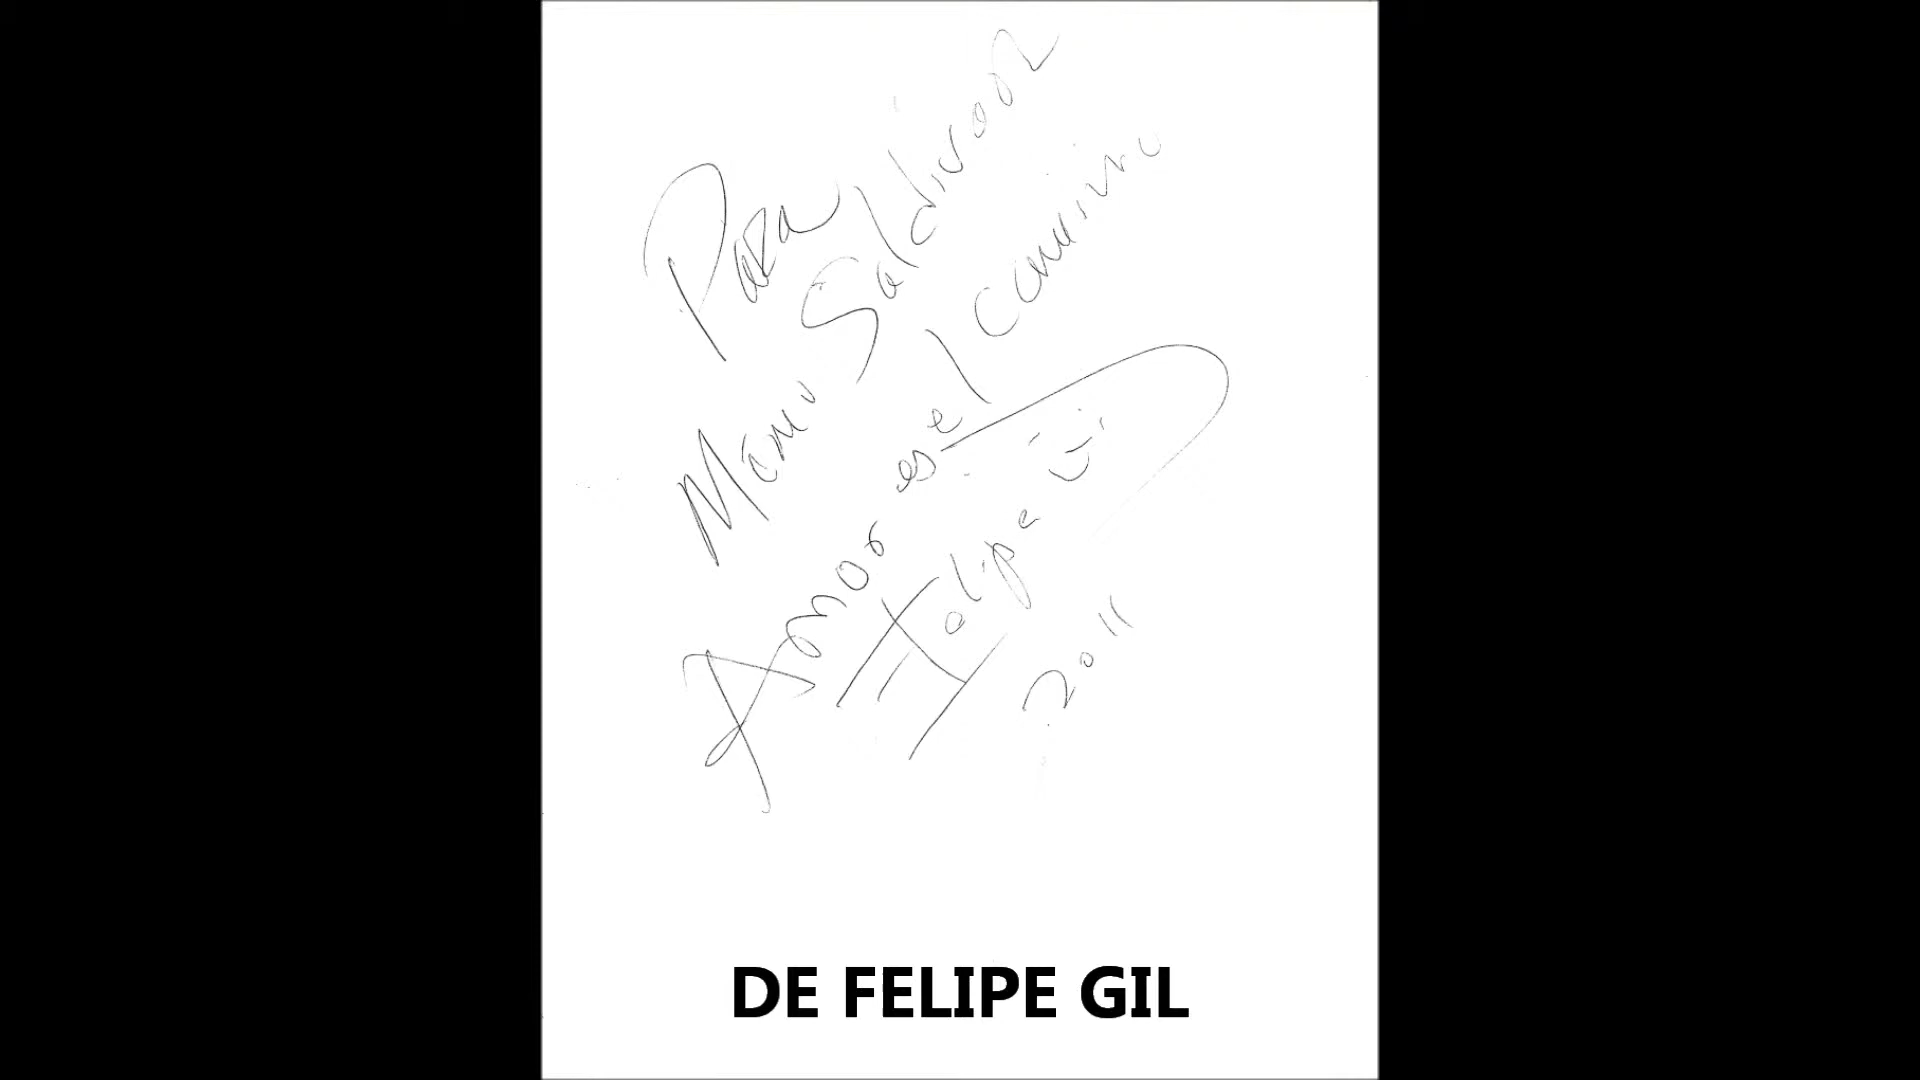 Para
Manu Saldivar
Amor es el camino
Felipe Gil
2011
DE FELIPE GIL